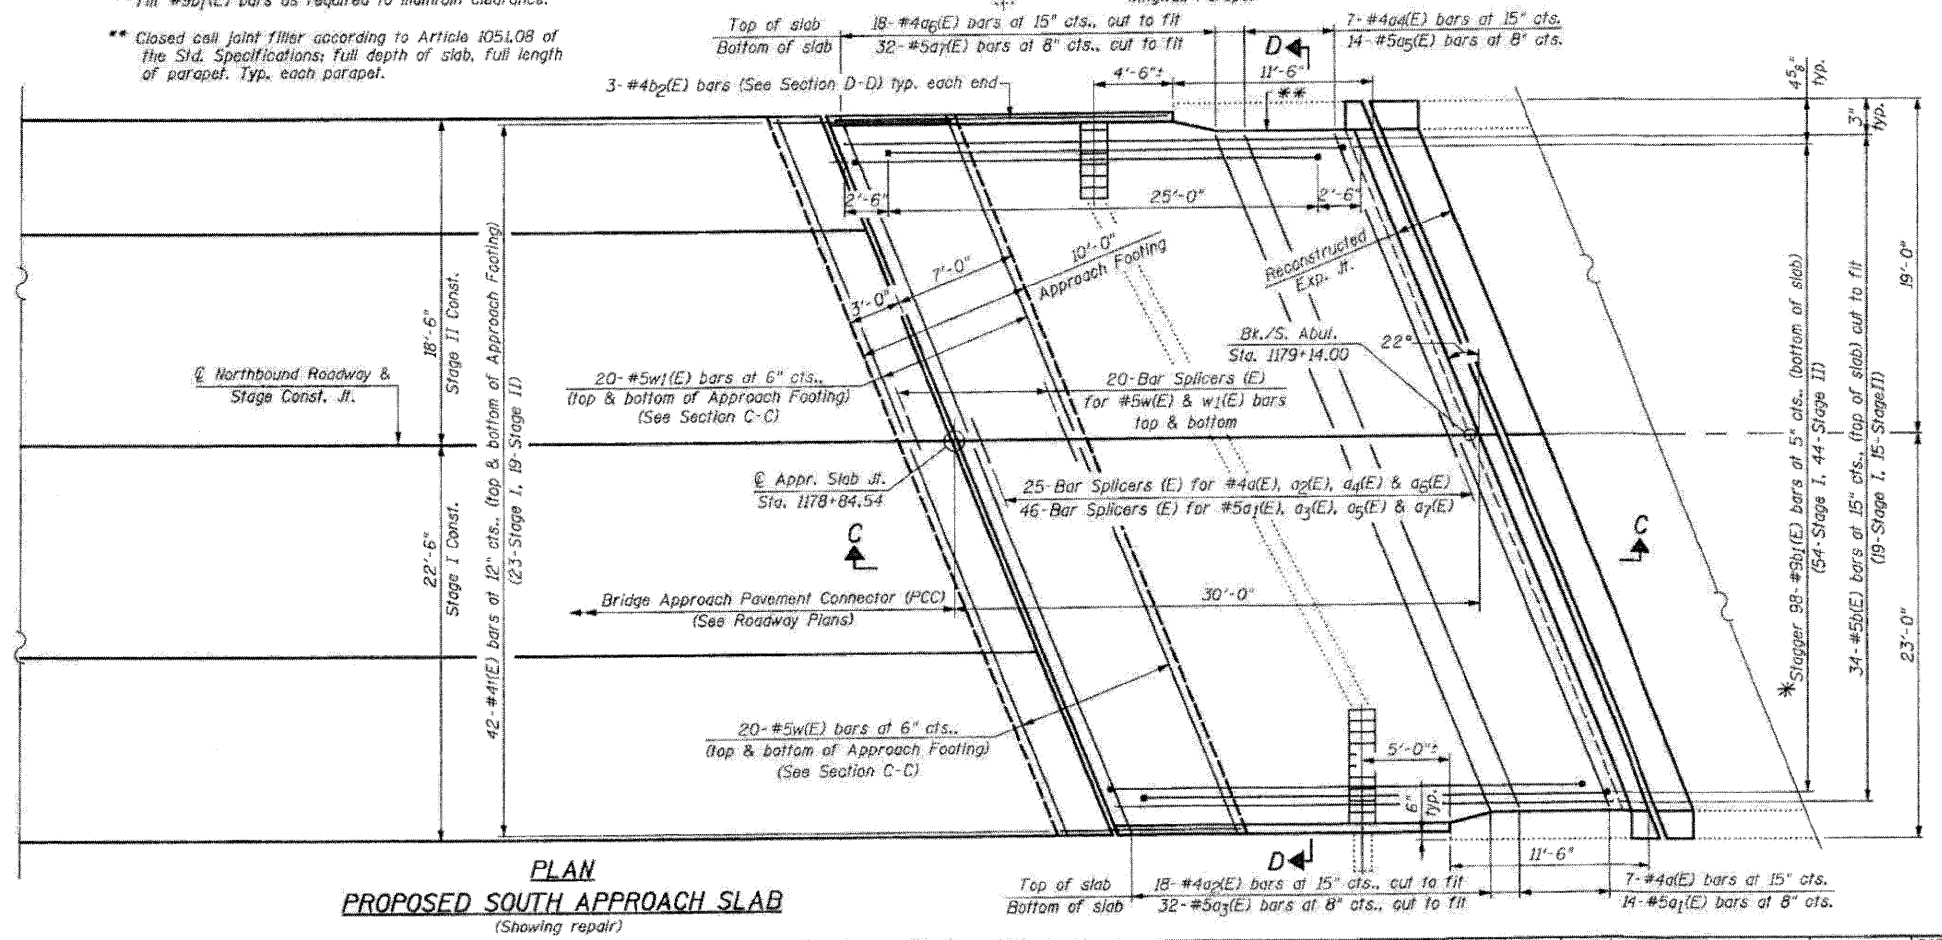 #9b1(E) bars as required to maintain clearance.
** Closed cell joint filler according to Article 1051.08 of
the Std. Specifications; full depth of slab, full length
of parapet. Typ. each parapet.
Top of slab
Bottom of slab
18-#4a6(E) bars at 15" cts., cut to fit
32-#5a7(E) bars at 8" cts., cut to fit
7-#4a4(E) bars at 15" cts.
14-#5a5(E) bars at 8" cts.
D
3-#4b2(E) bars (See Section D-D) typ. each end
4'-6"±
11'-6"
**
4 5/8"
typ.
3"
typ.
2'-6"
25'-0"
2'-6"
10'-0"
Approach Footing
7'-0"
3'-0"
Reconstructed
Exp. Jt.
18'-6"
Stage II Const.
42-#4t(E) bars at 12" cts. (top & bottom of Approach Footing)
(23-Stage I, 19-Stage II)
℄ Northbound Roadway &
Stage Const. Jt.
Bk./S. Abut.
Sta. 1179+14.00
22°
20-#5w1(E) bars at 6" cts..
(top & bottom of Approach Footing)
(See Section C-C)
20-Bar Splicers (E)
for #5w(E) & w1(E) bars
top & bottom
19'-0"
℄ Appr. Slab Jt.
Sta. 1178+84.54
25-Bar Splicers (E) for #4a(E), a2(E), a4(E) & a6(E)
46-Bar Splicers (E) for #5a1(E), a3(E), a5(E) & a7(E)
C
C
22'-6"
Stage I Const.
Bridge Approach Pavement Connector (PCC)
(See Roadway Plans)
30'-0"
*Stagger 98-#9b1(E) bars at 5" cts., (bottom of slab)
(54-Stage I, 44-Stage II)
34-#5b(E) bars at 15" cts., (top of slab) cut to fit
(19-Stage I, 15-StageII)
23'-0"
20-#5w(E) bars at 6" cts..
(top & bottom of Approach Footing)
(See Section C-C)
5'-0"±
6"
typ.
11'-6"
D
PLAN
PROPOSED SOUTH APPROACH SLAB
(Showing repair)
Top of slab
Bottom of slab
18-#4a2(E) bars at 15" cts., cut to fit
32-#5a3(E) bars at 8" cts., cut to fit
7-#4a(E) bars at 15" cts.
14-#5a1(E) bars at 8" cts.